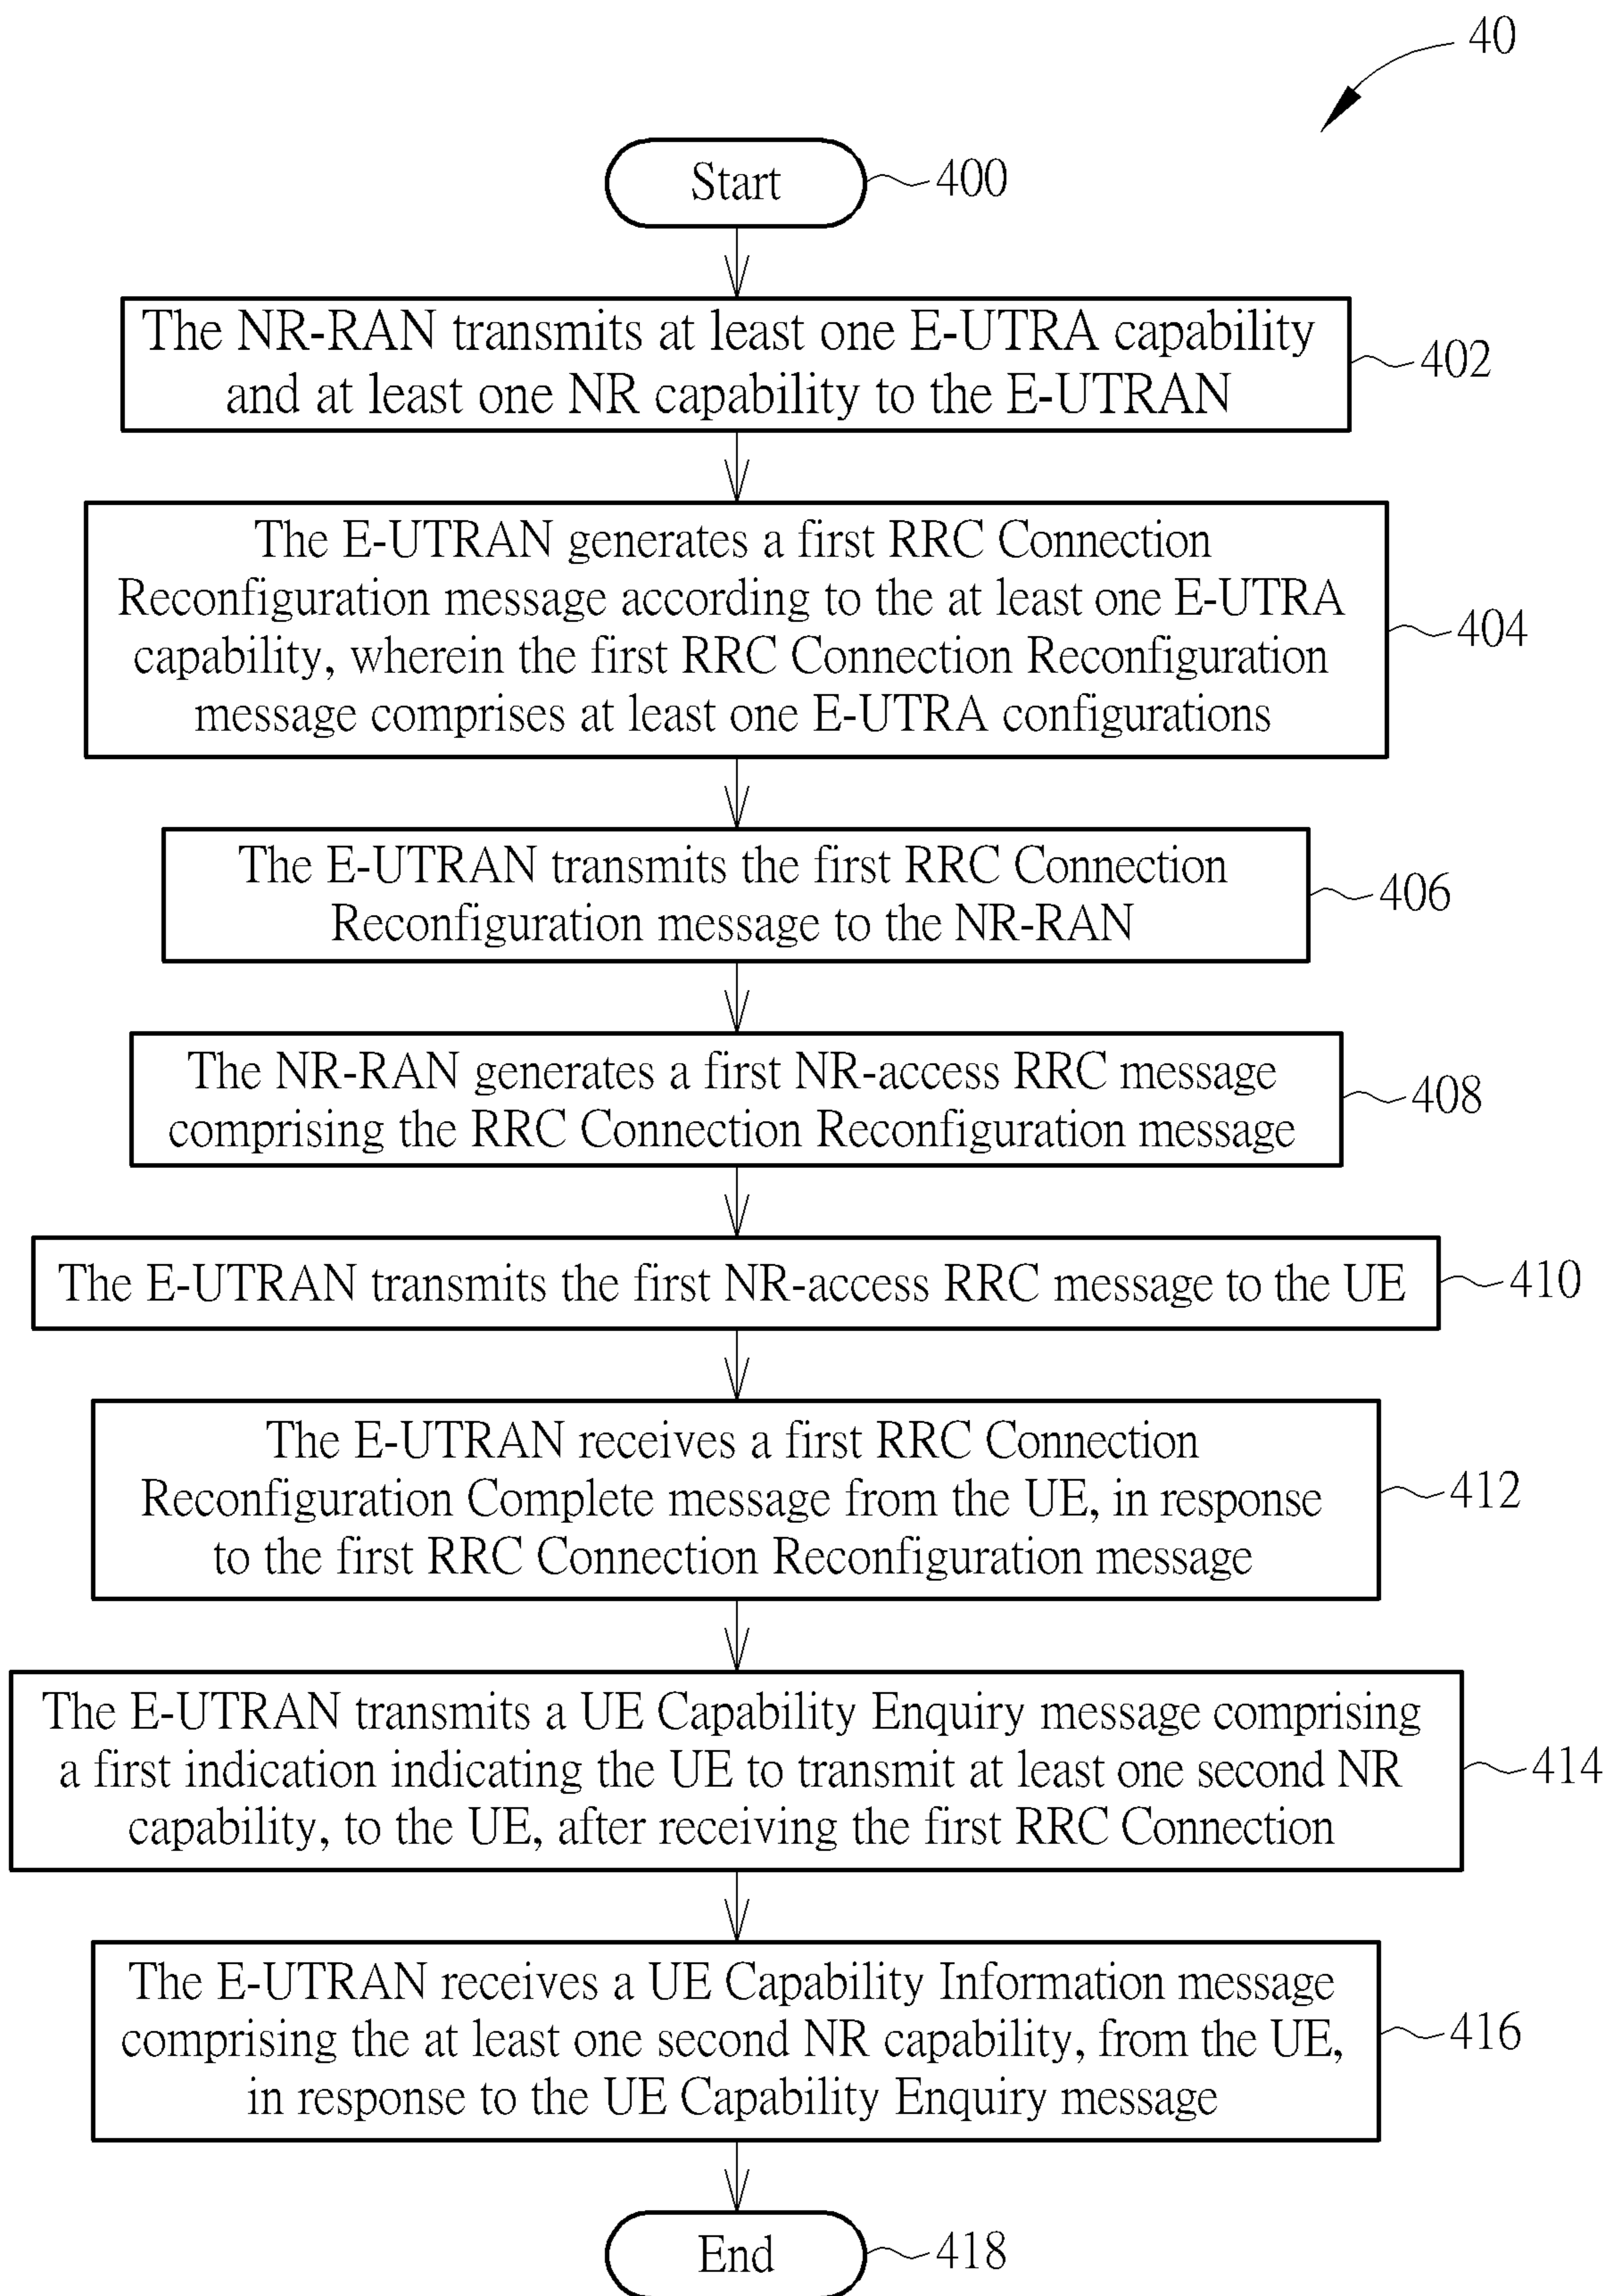 40
Start
400
The NR-RAN transmits at least one E-UTRA capability
and at least one NR capability to the E-UTRAN
402
The E-UTRAN generates a first RRC Connection
Reconfiguration message according to the at least one E-UTRA
capability, wherein the first RRC Connection Reconfiguration
message comprises at least one E-UTRA configurations
404
The E-UTRAN transmits the first RRC Connection
Reconfiguration message to the NR-RAN
406
The NR-RAN generates a first NR-access RRC message
comprising the RRC Connection Reconfiguration message
408
The E-UTRAN transmits the first NR-access RRC message to the UE
410
The E-UTRAN receives a first RRC Connection
Reconfiguration Complete message from the UE, in response
to the first RRC Connection Reconfiguration message
412
The E-UTRAN transmits a UE Capability Enquiry message comprising
a first indication indicating the UE to transmit at least one second NR
capability, to the UE, after receiving the first RRC Connection
414
The E-UTRAN receives a UE Capability Information message
comprising the at least one second NR capability, from the UE,
in response to the UE Capability Enquiry message
416
End
418